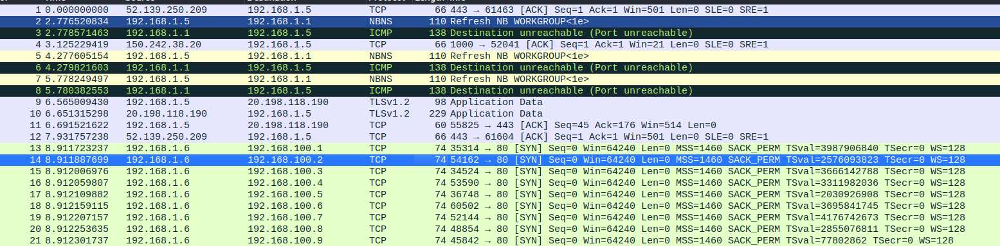 1 0.000000000 52.139.250.209 192.168.1.5 TCP 66 443 → 61463 [ACK] Seq=1 Ack=1 Win=501 Len=0 SLE=0 SRE=1
2 2.776520834 192.168.1.5 192.168.1.1 NBNS 110 Refresh NB WORKGROUP<1e>
3 2.778571463 192.168.1.1 192.168.1.5 ICMP 138 Destination unreachable (Port unreachable)
4 3.125229419 150.242.38.20 192.168.1.5 TCP 66 1000 → 52041 [ACK] Seq=1 Ack=1 Win=21 Len=0 SLE=0 SRE=1
5 4.277605154 192.168.1.5 192.168.1.1 NBNS 110 Refresh NB WORKGROUP<1e>
6 4.279821603 192.168.1.1 192.168.1.5 ICMP 138 Destination unreachable (Port unreachable)
7 5.778249497 192.168.1.5 192.168.1.1 NBNS 110 Refresh NB WORKGROUP<1e>
8 5.780382553 192.168.1.1 192.168.1.5 ICMP 138 Destination unreachable (Port unreachable)
9 6.565009430 192.168.1.5 20.198.118.190 TLSv1.2 98 Application Data
10 6.651315298 20.198.118.190 192.168.1.5 TLSv1.2 229 Application Data
11 6.691521622 192.168.1.5 20.198.118.190 TCP 60 55825 → 443 [ACK] Seq=45 Ack=176 Win=514 Len=0
12 7.931757238 52.139.250.209 192.168.1.5 TCP 66 443 → 61604 [ACK] Seq=1 Ack=1 Win=501 Len=0 SLE=0 SRE=1
13 8.911723237 192.168.1.6 192.168.100.1 TCP 74 35314 → 80 [SYN] Seq=0 Win=64240 Len=0 MSS=1460 SACK_PERM TSval=3987906840 TSecr=0 WS=128
14 8.911887699 192.168.1.6 192.168.100.2 TCP 74 54162 → 80 [SYN] Seq=0 Win=64240 Len=0 MSS=1460 SACK_PERM TSval=2576093823 TSecr=0 WS=128
15 8.912006976 192.168.1.6 192.168.100.3 TCP 74 34524 → 80 [SYN] Seq=0 Win=64240 Len=0 MSS=1460 SACK_PERM TSval=3666142788 TSecr=0 WS=128
16 8.912059807 192.168.1.6 192.168.100.4 TCP 74 53590 → 80 [SYN] Seq=0 Win=64240 Len=0 MSS=1460 SACK_PERM TSval=3311982036 TSecr=0 WS=128
17 8.912109882 192.168.1.6 192.168.100.5 TCP 74 36748 → 80 [SYN] Seq=0 Win=64240 Len=0 MSS=1460 SACK_PERM TSval=2030926908 TSecr=0 WS=128
18 8.912159115 192.168.1.6 192.168.100.6 TCP 74 60502 → 80 [SYN] Seq=0 Win=64240 Len=0 MSS=1460 SACK_PERM TSval=3695841745 TSecr=0 WS=128
19 8.912207157 192.168.1.6 192.168.100.7 TCP 74 52144 → 80 [SYN] Seq=0 Win=64240 Len=0 MSS=1460 SACK_PERM TSval=4176742673 TSecr=0 WS=128
20 8.912253635 192.168.1.6 192.168.100.8 TCP 74 48854 → 80 [SYN] Seq=0 Win=64240 Len=0 MSS=1460 SACK_PERM TSval=2855076811 TSecr=0 WS=128
21 8.912301737 192.168.1.6 192.168.100.9 TCP 74 45842 → 80 [SYN] Seq=0 Win=64240 Len=0 MSS=1460 SACK_PERM TSval=77802862 TSecr=0 WS=128